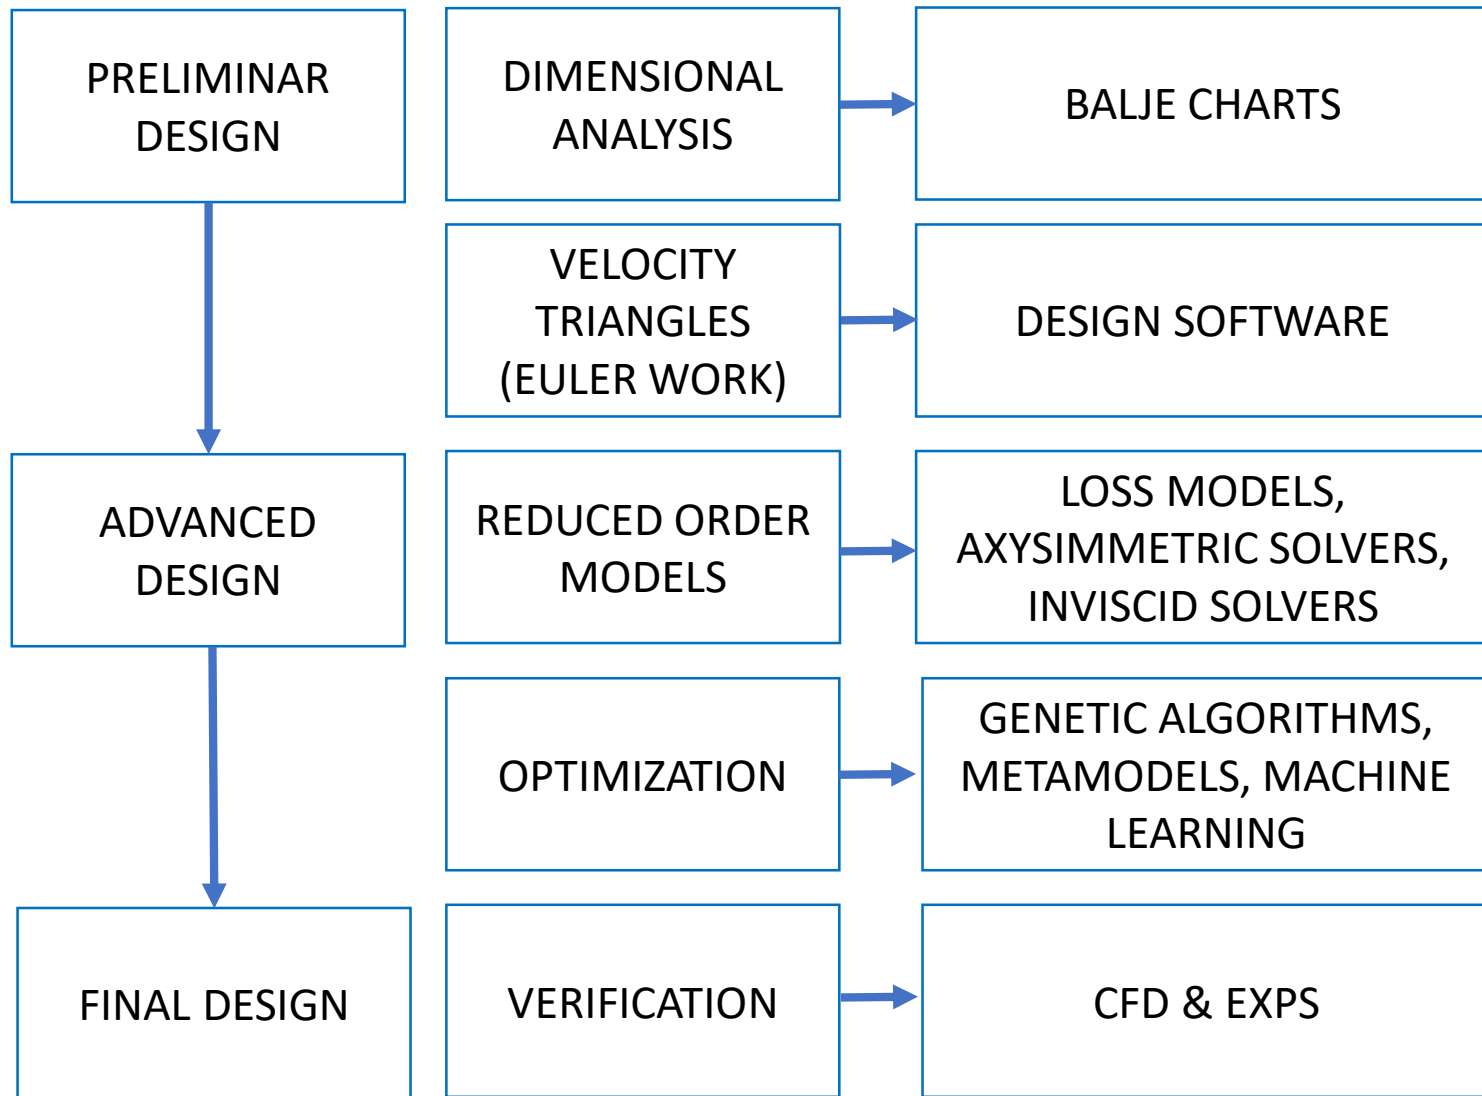 PRELIMINAR
DESIGN
DIMENSIONAL
ANALYSIS
BALJE CHARTS
VELOCITY
TRIANGLES
(EULER WORK)
DESIGN SOFTWARE
ADVANCED
DESIGN
REDUCED ORDER
MODELS
LOSS MODELS,
AXYSIMMETRIC SOLVERS,
INVISCID SOLVERS
OPTIMIZATION
GENETIC ALGORITHMS,
METAMODELS, MACHINE
LEARNING
FINAL DESIGN
VERIFICATION
CFD & EXPS